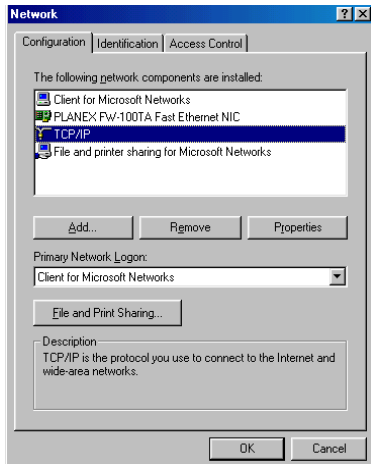 Network
Configuration Identification Access Control
The following network components are installed:
Client for Microsoft Networks
PLANEX FW-100TA Fast Ethernet NIC
TCP/IP
File and printer sharing for Microsoft Networks
Add... Remove Properties
Primary Network Logon:
Client for Microsoft Networks
File and Print Sharing...
Description
TCP/IP is the protocol you use to connect to the Internet and
wide-area networks.
OK Cancel